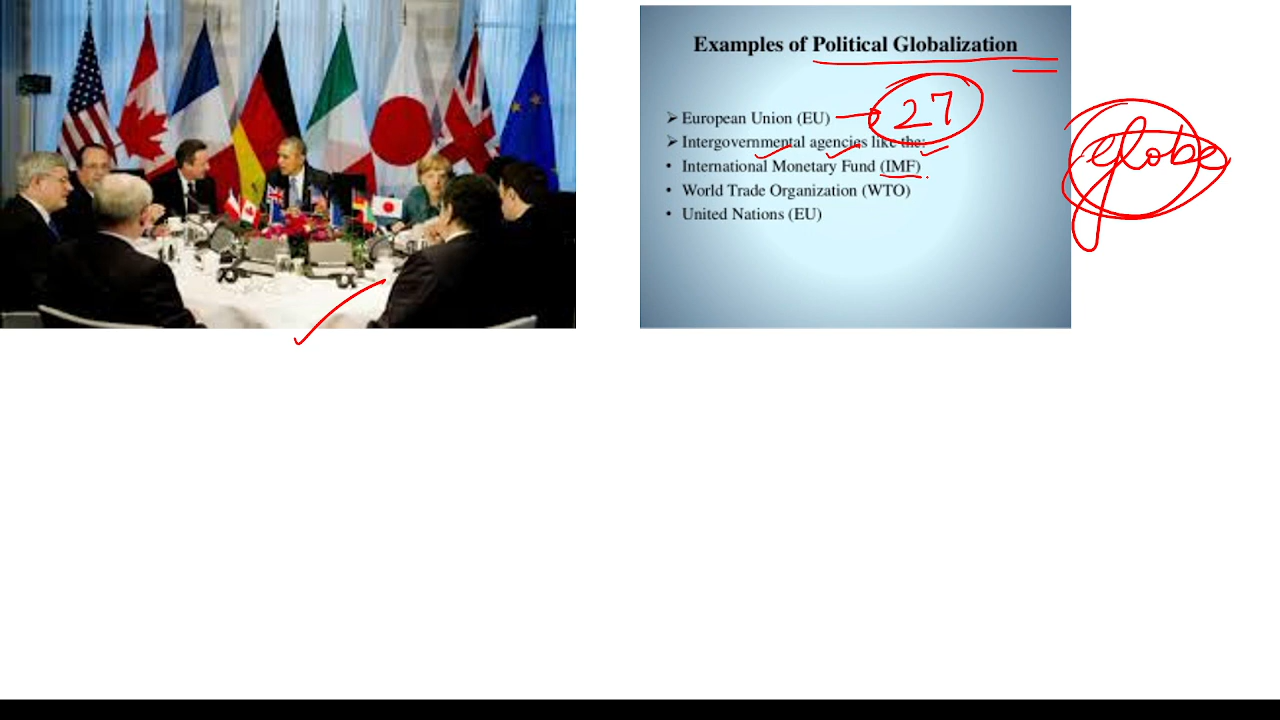 Examples of Political Globalization
➢ European Union (EU) 27
➢ Intergovernmental agencies like the:
• International Monetary Fund (IMF)
• World Trade Organization (WTO)
• United Nations (EU)
globe